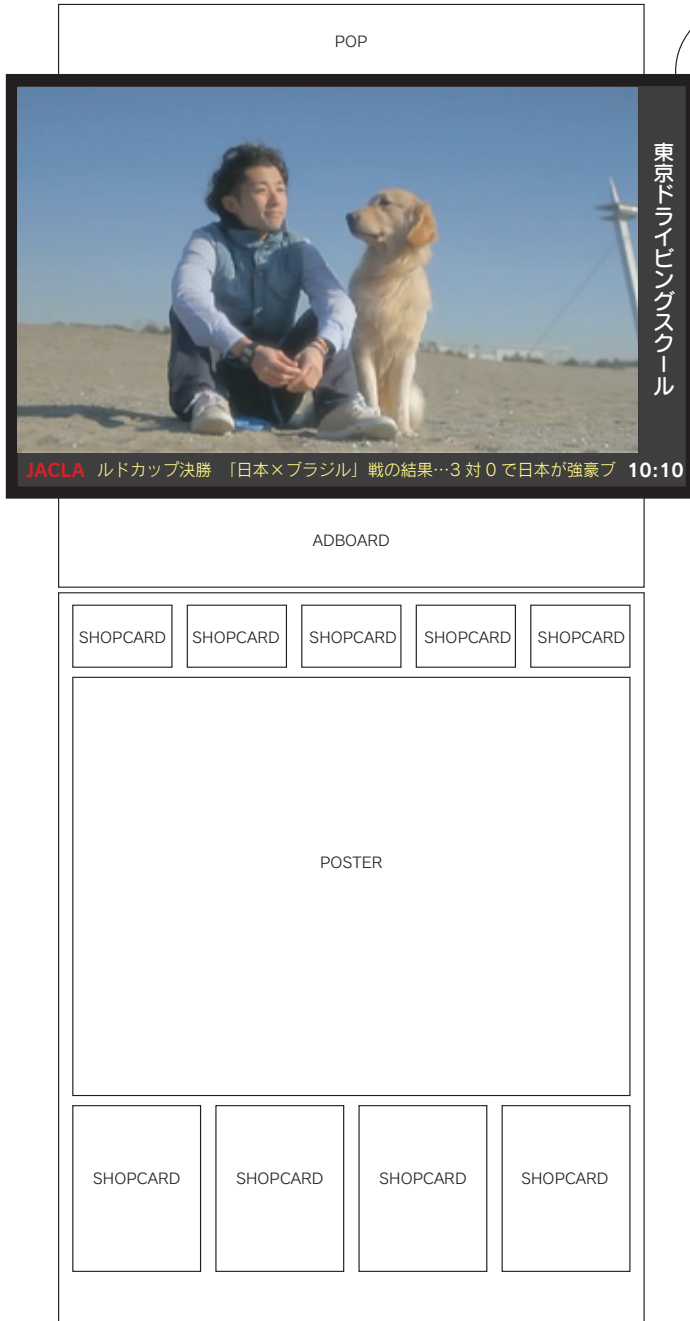 POP
東京ドライビングスクール
JACLA ルドカップ決勝 「日本×ブラジル」戦の結果…3対0で日本が強豪ブ 10:10
ADBOARD
SHOPCARD SHOPCARD SHOPCARD SHOPCARD SHOPCARD
POSTER
SHOPCARD SHOPCARD SHOPCARD SHOPCARD